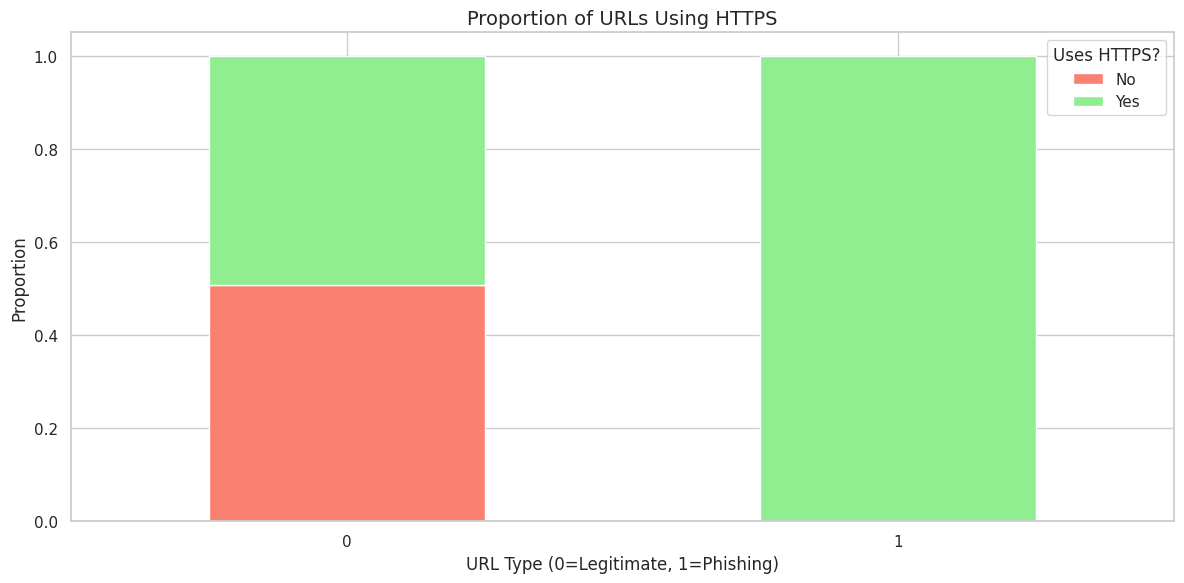 Proportion of URLs Using HTTPS
Uses HTTPS?
No
Yes
Proportion
1.0
0.8
0.6
0.4
0.2
0.0
0
1
URL Type (0=Legitimate, 1=Phishing)